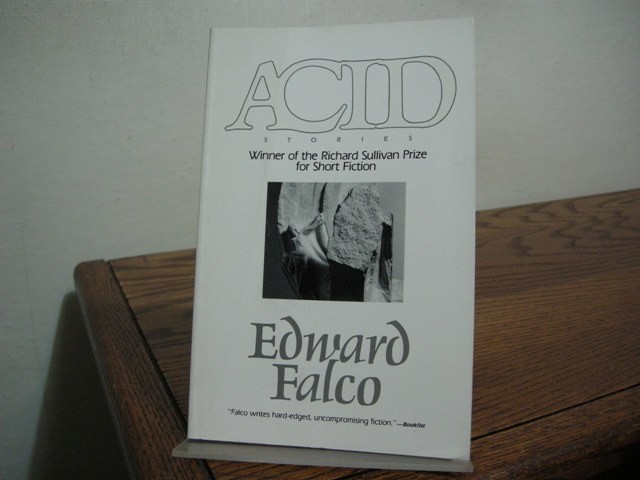 ACID
STORIES
Winner of the Richard Sullivan Prize
for Short Fiction
Edward
Falco
"Falco writes hard-edged, uncompromising fiction."—Booklist